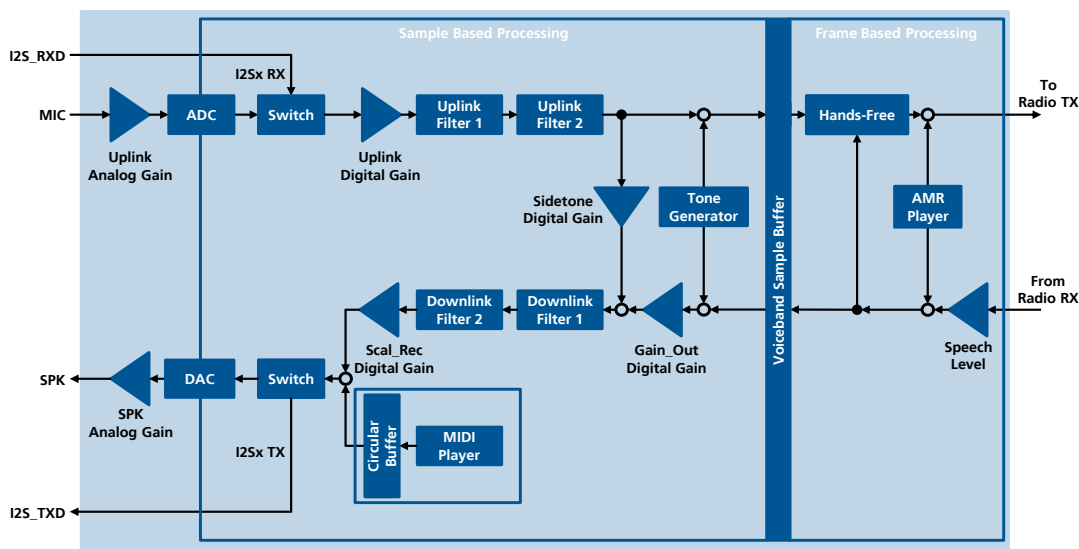 Sample Based Processing
Frame Based Processing
I2S_RXD
I2Sx RX
MIC
ADC
Switch
Uplink
Filter 1
Uplink
Filter 2
Hands-Free
To
Radio TX
Uplink
Analog Gain
Uplink
Digital Gain
Sidetone
Digital Gain
Tone
Generator
AMR
Player
Voiceband Sample Buffer
From
Radio RX
Downlink
Filter 2
Downlink
Filter 1
Scal_Rec
Digital Gain
Gain_Out
Digital Gain
Speech
Level
SPK
DAC
Switch
SPK
Analog Gain
I2Sx TX
Circular
Buffer
MIDI
Player
I2S_TXD